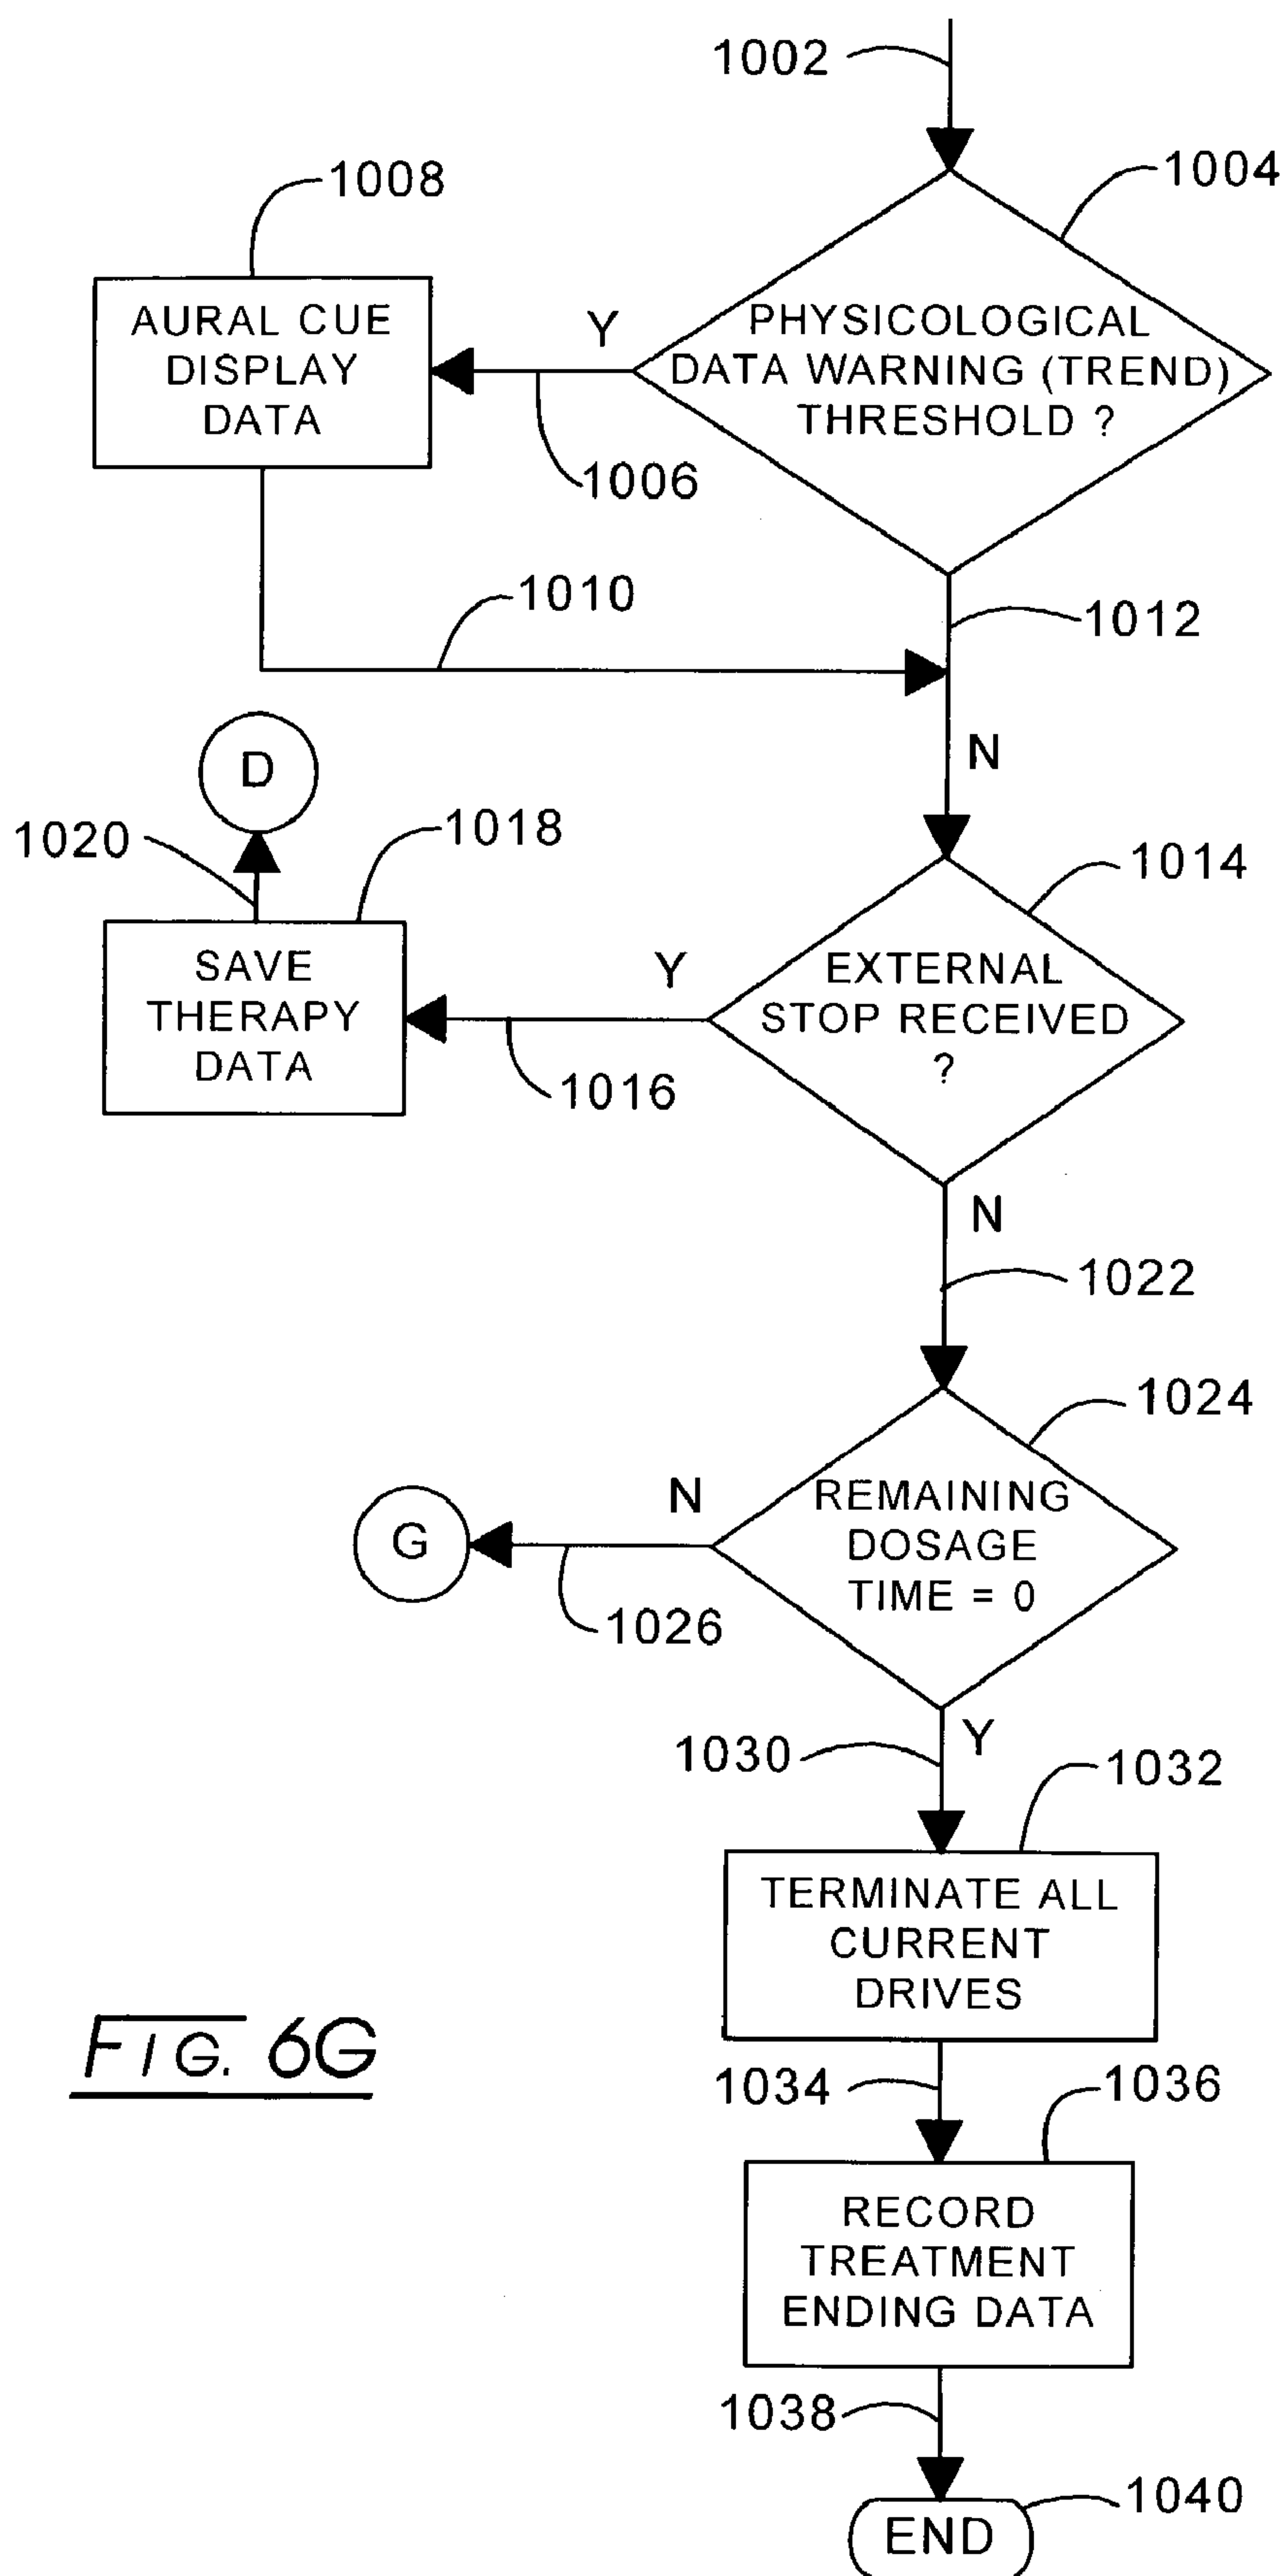 1002
1004
1008
PHYSICOLOGICAL
DATA WARNING (TREND)
THRESHOLD ?
Y
AURAL CUE
DISPLAY
DATA
1006
1010
1012
N
D
1020
1018
1014
EXTERNAL
STOP RECEIVED
?
Y
SAVE
THERAPY
DATA
1016
N
1022
1024
REMAINING
DOSAGE
TIME = 0
N
G
1026
Y
1030
1032
TERMINATE ALL
CURRENT
DRIVES
1034
1036
RECORD
TREATMENT
ENDING DATA
1038
1040
END
FIG. 6G